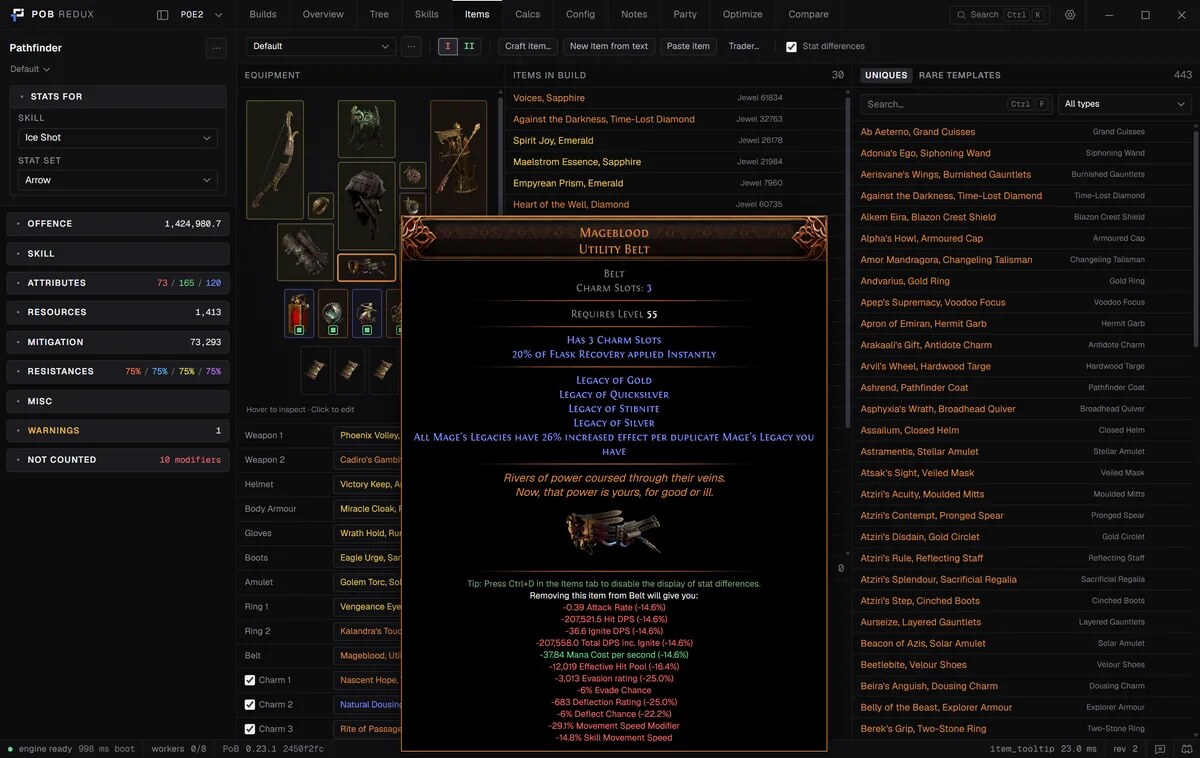 POB REDUX
POE2
Builds
Overview
Tree
Skills
Items
Calcs
Config
Notes
Party
Optimize
Compare
Search Ctrl K
Pathfinder
Default
STATS FOR
SKILL
Ice Shot
STAT SET
Arrow
OFFENCE
SKILL
ATTRIBUTES
RESOURCES
MITIGATION
RESISTANCES 75% / 75% /
MISC
WARNINGS 1
NOT COUNTED 10 modifiers
Default
I II
Craft item...
New item from text
Paste item
Trader...
Stat differences
EQUIPMENT
Hover to inspect · Click to edit
Weapon 1 Phoenix Volley,
Weapon 2
Helmet Victory Keep,
Body Armour Miracle Cloak,
Gloves Wrath Hold,
Boots Eagle Urge,
Amulet Golem Torc,
Ring 1 Vengeance Eye
Ring 2
Belt Mageblood,
Charm 1 Nascent Hope,
Charm 2 Natural
Charm 3 Rite of Passage
ITEMS IN BUILD 30
Voices, Sapphire Jewel 61834
Against the Darkness, Time-Lost Diamond Jewel 32763
Spirit Joy, Emerald Jewel 26178
Maelstrom Essence, Sapphire Jewel 21984
Empyrean Prism, Emerald Jewel 7960
Heart of the Well, Diamond Jewel 60735
0
MAGEBLOOD
UTILITY BELT
BELT
CHARM SLOTS: 3
REQUIRES LEVEL 55
HAS 3 CHARM SLOTS
20% OF FLASK RECOVERY APPLIED INSTANTLY
LEGACY OF GOLD
LEGACY OF QUICKSILVER
LEGACY OF STIBNITE
LEGACY OF SILVER
ALL MAGE'S LEGACIES HAVE 26% INCREASED EFFECT PER DUPLICATE MAGE'S LEGACY YOU
HAVE
Rivers of power coursed through their veins.
Now, that power is yours, for good or ill.
Tip: Press Ctrl+D in the Items tab to disable the display of stat differences.
Removing this item from Belt will give you:
-0.39 Attack Rate (-14.6%)
-207,521.5 Hit DPS (-14.6%)
-36.6 Ignite DPS (-14.6%)
-207,558.0 Total DPS inc. Ignite (-14.6%)
-37.84 Mana Cost per second (-14.6%)
-12,019 Effective Hit Pool (-16.4%)
-3,013 Evasion rating (-25.0%)
-6% Evade Chance
-683 Deflection Rating (-25.0%)
-6% Deflect Chance (-22.2%)
-29.1% Movement Speed Modifier
-14.8% Skill Movement Speed
UNIQUES
RARE TEMPLATES
443
Search... Ctrl F
All types
Ab Aeterno, Grand Cuisses Grand Cuisses
Adonia's Ego, Siphoning Wand Siphoning Wand
Aerisvane's Wings, Burnished Gauntlets Burnished Gauntlets
Against the Darkness, Time-Lost Diamond Time-Lost Diamond
Alkem Eira, Blazon Crest Shield Blazon Crest Shield
Alpha's Howl, Armoured Cap Armoured Cap
Amor Mandragora, Changeling Talisman Changeling Talisman
Andvarius, Gold Ring Gold Ring
Apep's Supremacy, Voodoo Focus Voodoo Focus
Apron of Emiran, Hermit Garb Hermit Garb
Arakaali's Gift, Antidote Charm Antidote Charm
Arvil's Wheel, Hardwood Targe Hardwood Targe
Ashrend, Pathfinder Coat Pathfinder Coat
Asphyxia's Wrath, Broadhead Quiver Broadhead Quiver
Assailum, Closed Helm Closed Helm
Astramentis, Stellar Amulet Stellar Amulet
Atsak's Sight, Veiled Mask Veiled Mask
Atziri's Acuity, Moulded Mitts Moulded Mitts
Atziri's Contempt, Pronged Spear Pronged Spear
Atziri's Disdain, Gold Circlet Gold Circlet
Atziri's Rule, Reflecting Staff Reflecting Staff
Atziri's Splendour, Sacrificial Regalia Sacrificial Regalia
Atziri's Step, Cinched Boots Cinched Boots
Aurseize, Layered Gauntlets Layered Gauntlets
Beacon of Azis, Solar Amulet Solar Amulet
Beetlebite, Velour Shoes Velour Shoes
Beira's Anguish, Dousing Charm Dousing Charm
Belly of the Beast, Explorer Armour Explorer Armour
Berek's Grip, Two-Stone Ring Two-Stone Ring
engine ready 998 ms boot
workers 0/8
PoB 0.23.1 2450f2fc
item_tooltip 23.0 ms
rev 2